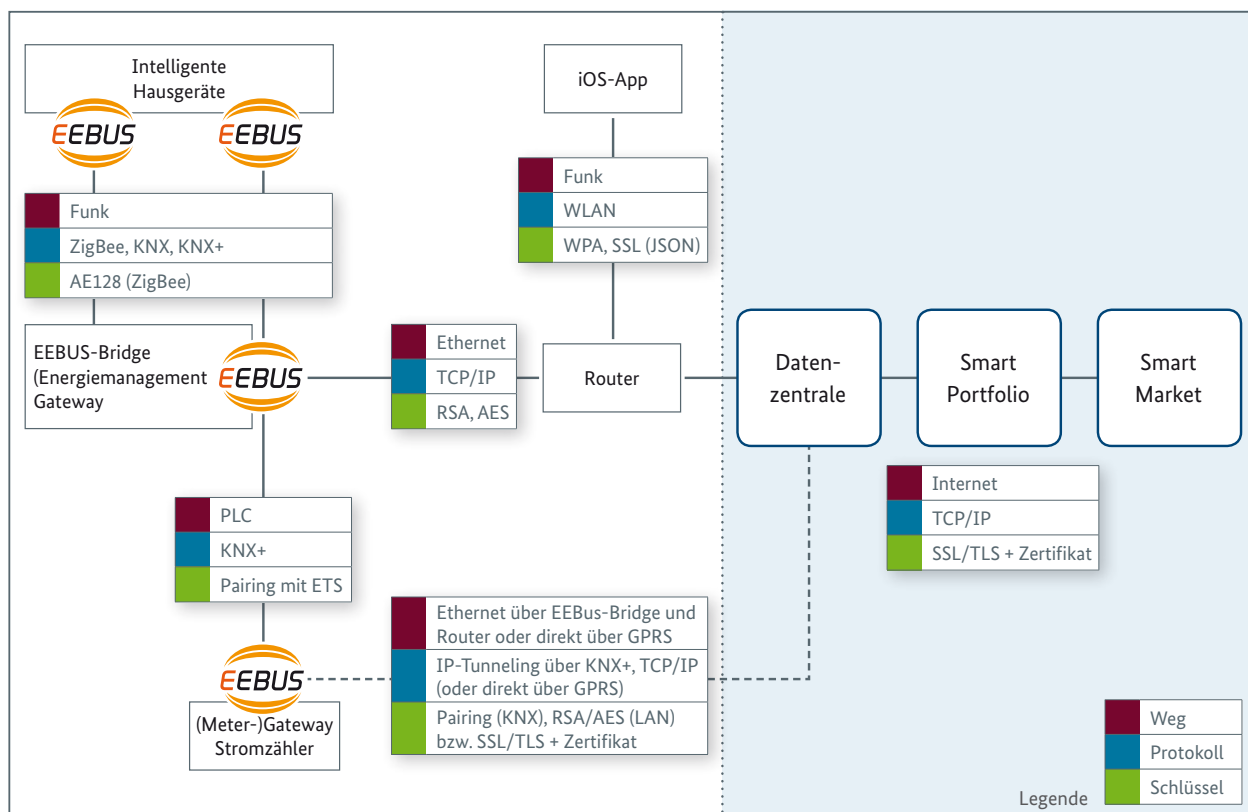 Intelligente
Hausgeräte
EEBUS
EEBUS
Funk
ZigBee, KNX, KNX+
AE128 (ZigBee)
iOS-App
Funk
WLAN
WPA, SSL (JSON)
EEBUS-Bridge
(Energiemanagement
Gateway
EEBUS
Ethernet
TCP/IP
RSA, AES
Router
Daten-
zentrale
Smart
Portfolio
Smart
Market
Internet
TCP/IP
SSL/TLS + Zertifikat
PLC
KNX+
Pairing mit ETS
EEBUS
(Meter-)Gateway
Stromzähler
Ethernet über EEBus-Bridge und
Router oder direkt über GPRS
IP-Tunneling über KNX+, TCP/IP
(oder direkt über GPRS)
Pairing (KNX), RSA/AES (LAN)
bzw. SSL/TLS + Zertifikat
Legende
Weg
Protokoll
Schlüssel